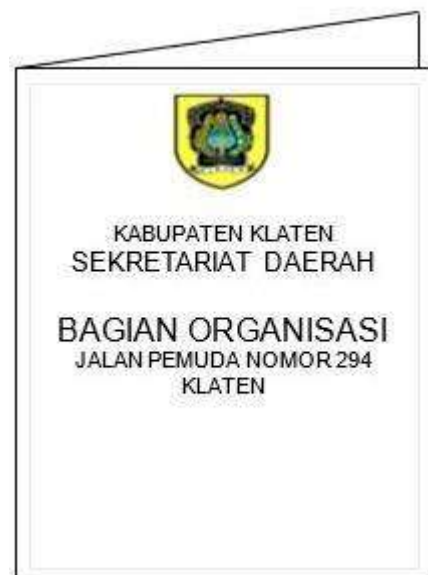 KABUPATEN KLATEN
SEKRETARIAT DAERAH
BAGIAN ORGANISASI
JALAN PEMUDA NOMOR 294
KLATEN